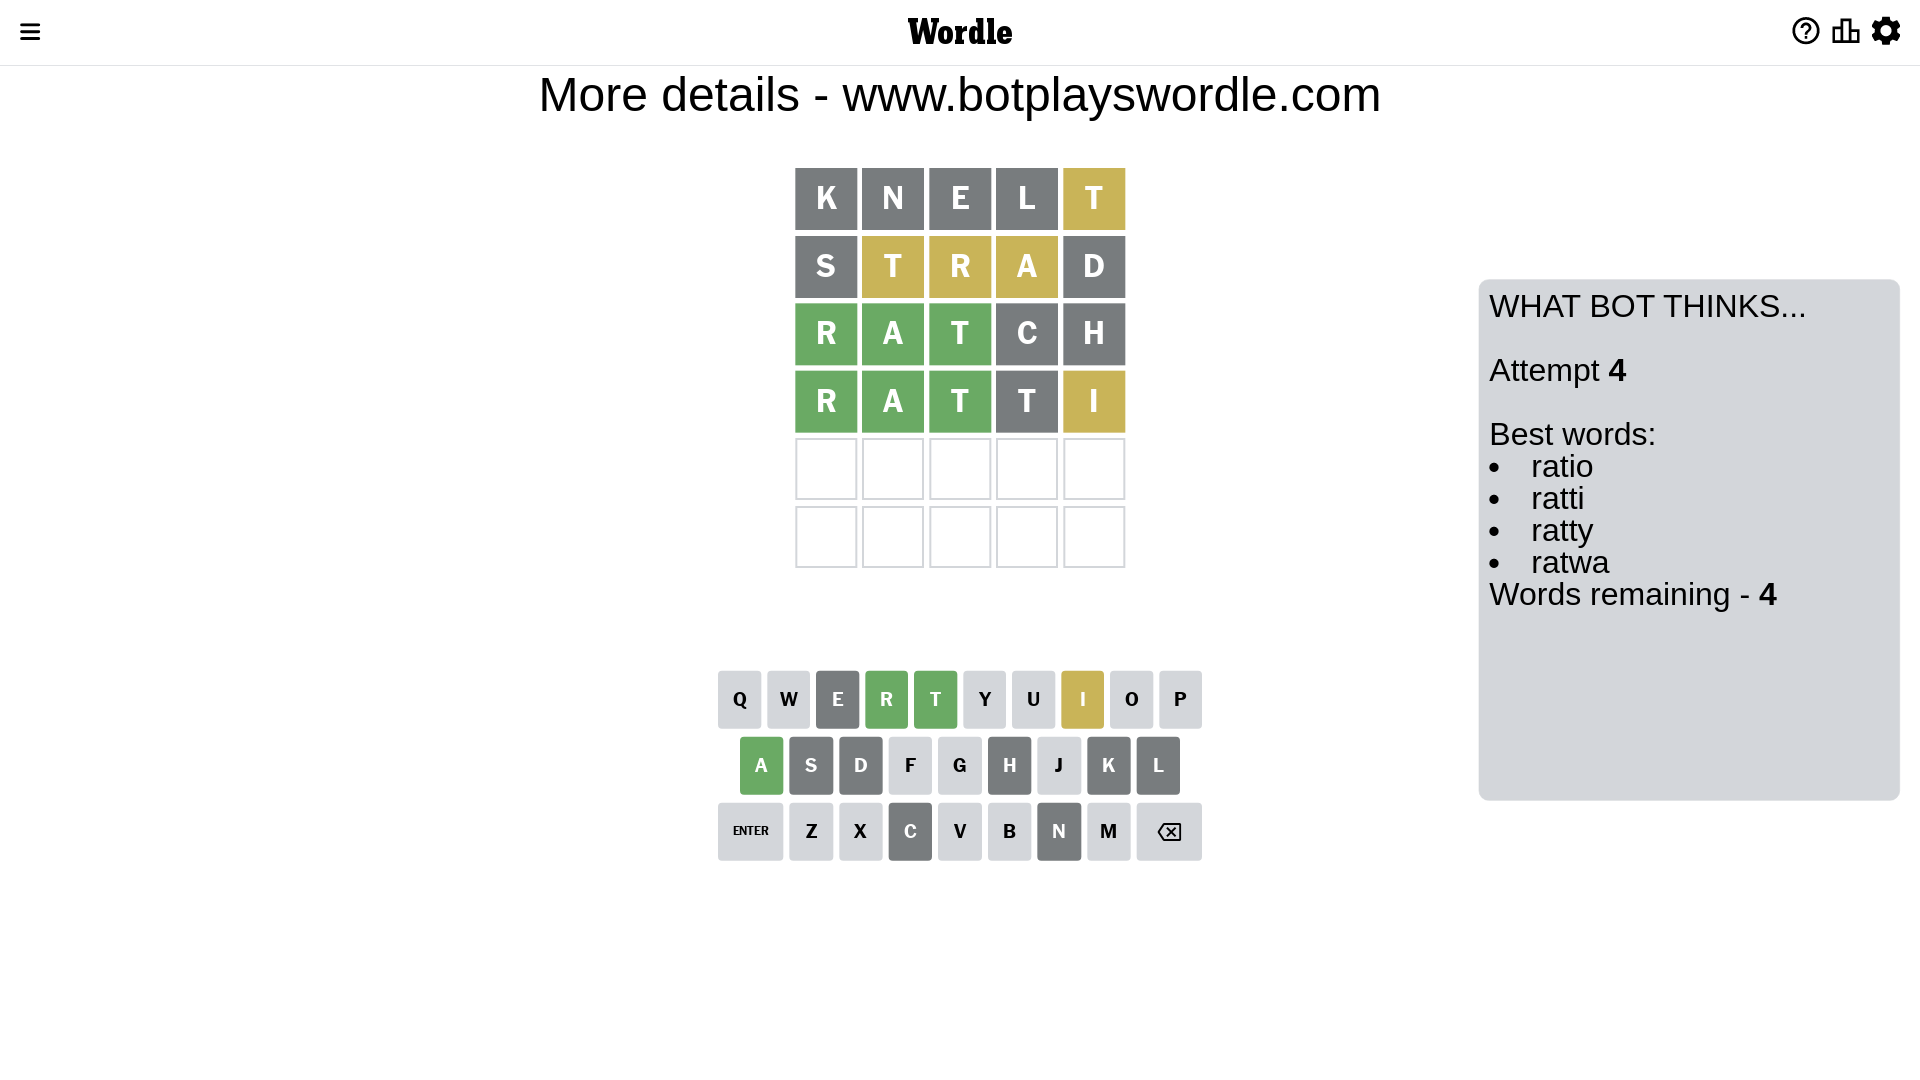 Wordle
More details - www.botplayswordle.com
K N E L T
S T R A D
R A T C H
R A T T I
WHAT BOT THINKS...
Attempt 4
Best words:
• ratio
• ratti
• ratty
• ratwa
Words remaining - 4
Q W E R T Y U I O P
A S D F G H J K L
ENTER Z X C V B N M